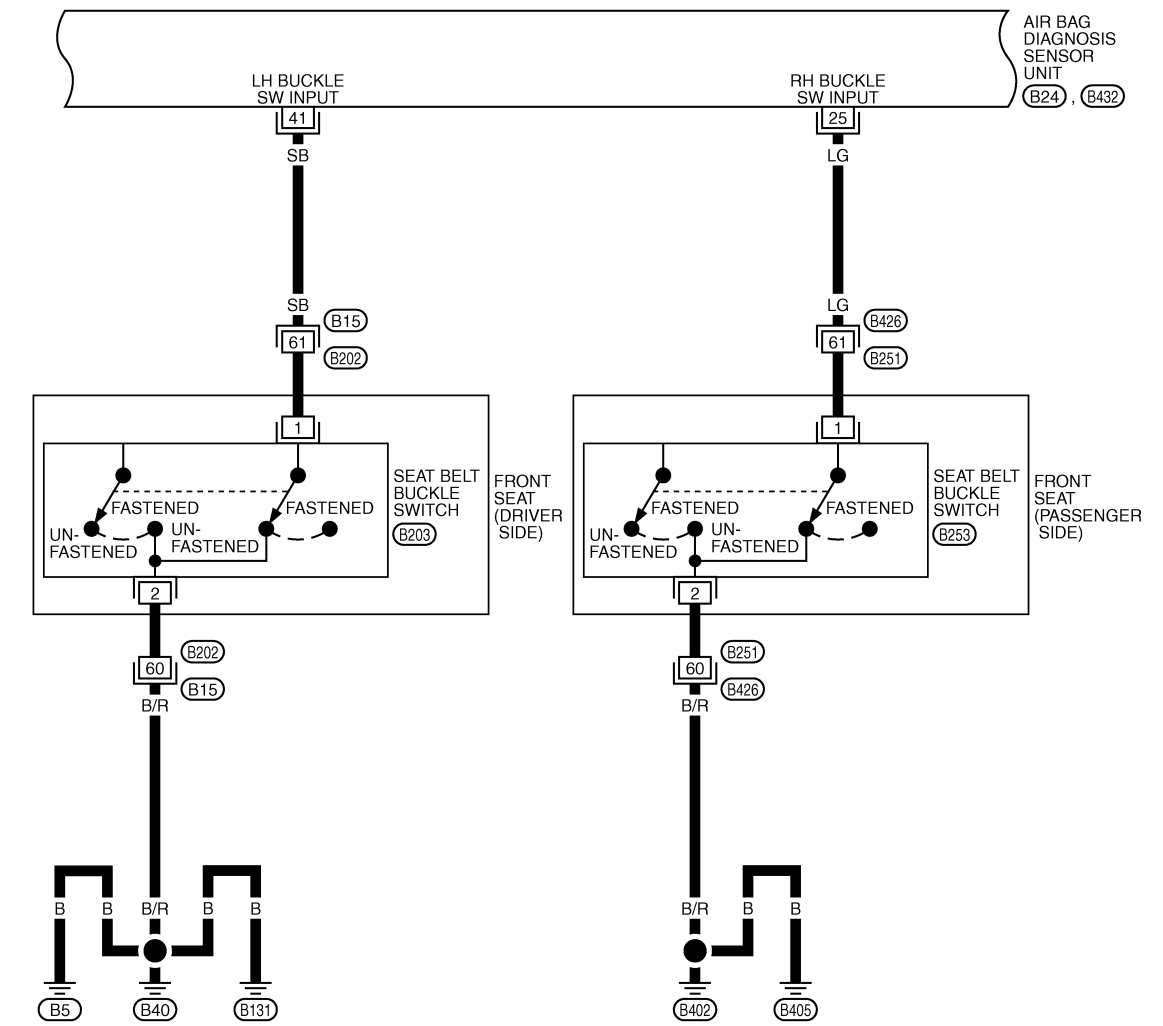 AIR BAG
DIAGNOSIS
SENSOR
UNIT
B24 , B432
LH BUCKLE
SW INPUT
RH BUCKLE
SW INPUT
41
25
SB
LG
SB
LG
B15
B426
61
61
B202
B251
1
1
SEAT BELT
BUCKLE
SWITCH
B203
FRONT
SEAT
(DRIVER
SIDE)
FASTENED
FASTENED
UN-
FASTENED
UN-
FASTENED
SEAT BELT
BUCKLE
SWITCH
B253
FRONT
SEAT
(PASSENGER
SIDE)
FASTENED
FASTENED
UN-
FASTENED
UN-
FASTENED
2
2
B202
B251
60
60
B15
B426
B/R
B/R
B B B/R B B
B/R B B
B5 B40 B131
B402 B405